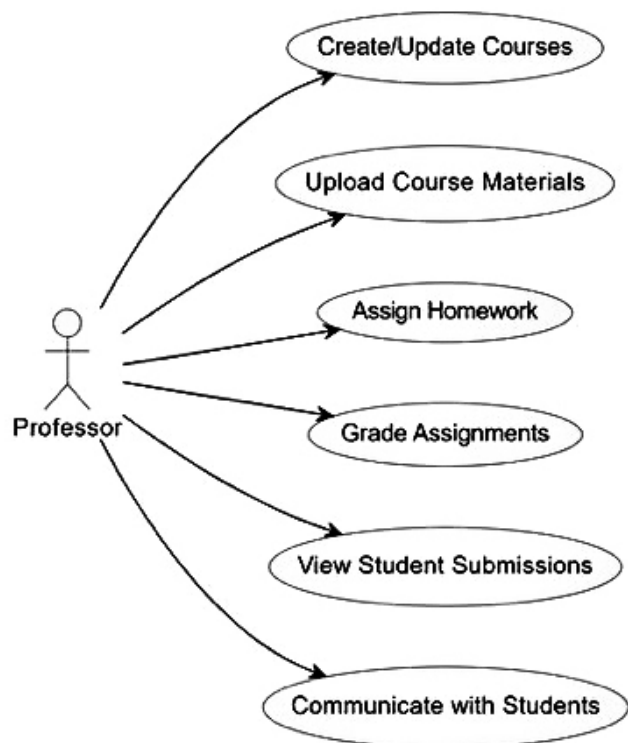 Create/Update Courses
Upload Course Materials
Assign Homework
Professor
Grade Assignments
View Student Submissions
Communicate with Students